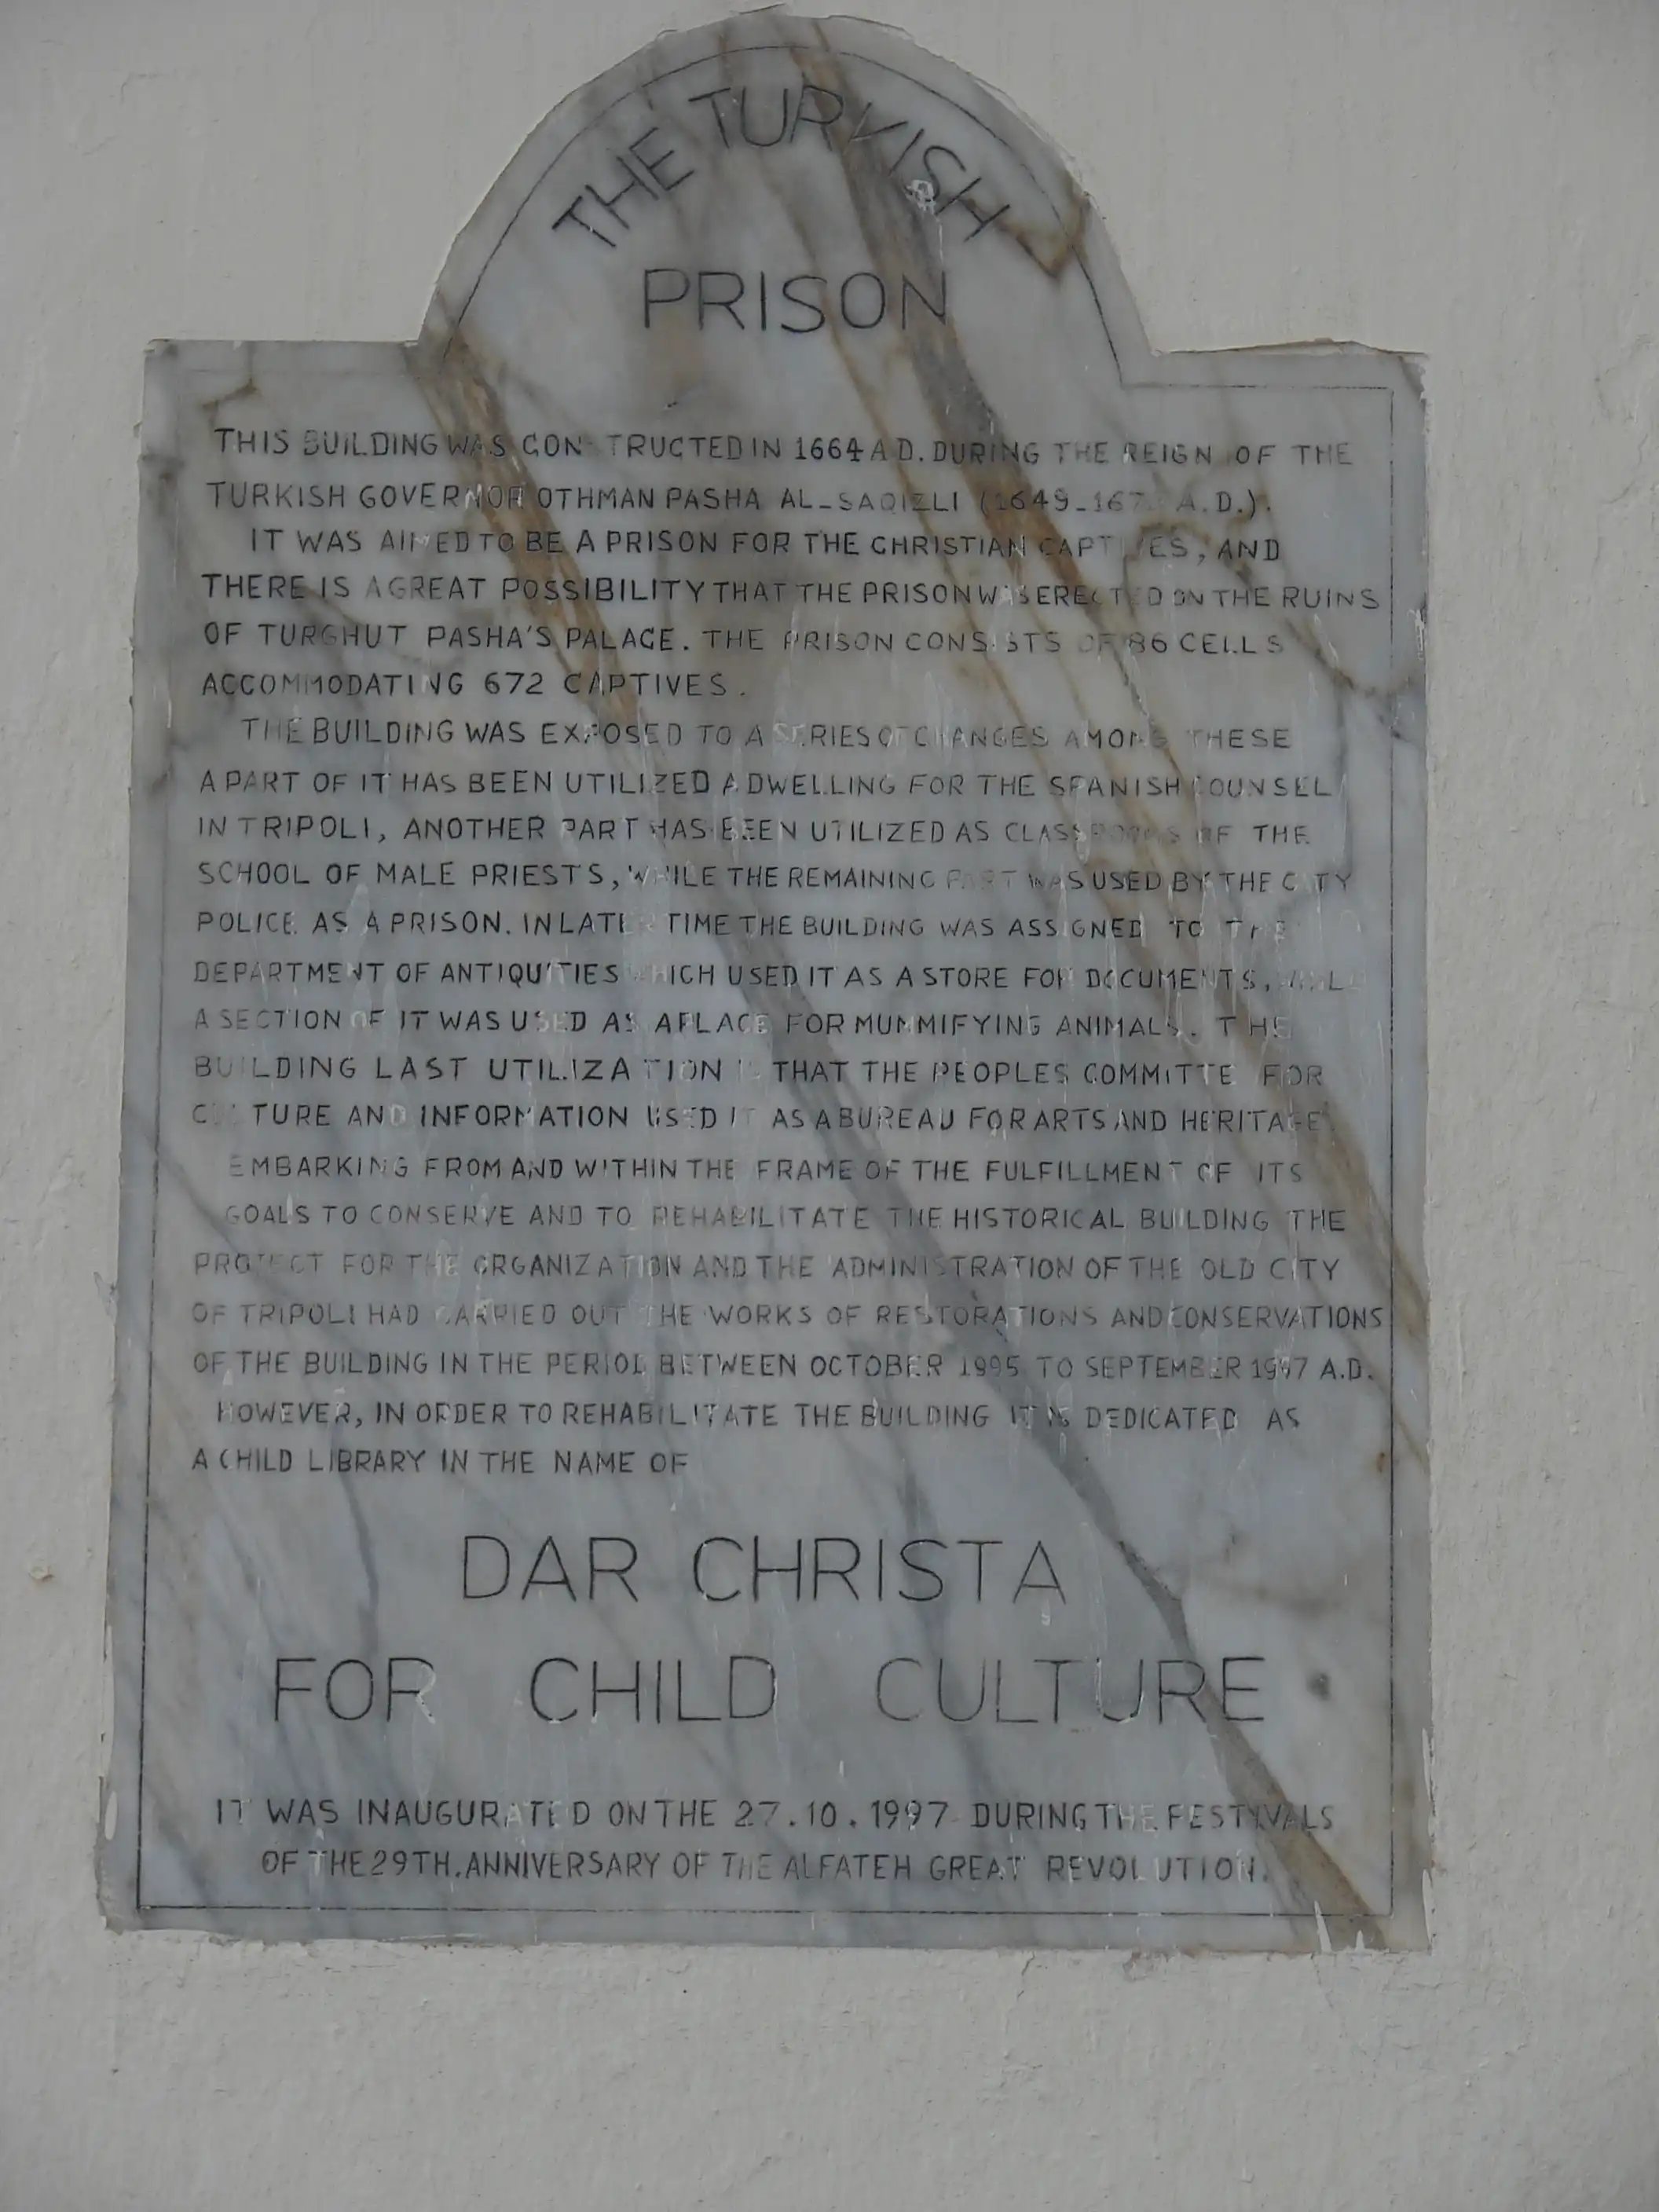 THE TURKISH
PRISON
THIS BUILDING WAS CONSTRUCTED IN 1664 A.D. DURING THE REIGN OF THE
TURKISH GOVERNOR OTHMAN PASHA AL-SAQIZLI (1649-167 A.D.).
IT WAS AIMED TO BE A PRISON FOR THE CHRISTIAN CAPTIVES, AND
THERE IS A GREAT POSSIBILITY THAT THE PRISON WAS ERECTED ON THE RUINS
OF TURGHUT PASHA'S PALACE. THE PRISON CONSISTS OF 86 CELLS
ACCOMMODATING 672 CAPTIVES.
THE BUILDING WAS EXPOSED TO A SERIES OF CHANGES AMONG THESE
A PART OF IT HAS BEEN UTILIZED A DWELLING FOR THE SPANISH COUNSEL
IN TRIPOLI, ANOTHER PART HAS BEEN UTILIZED AS CLASSROOMS OF THE
SCHOOL OF MALE PRIESTS, WHILE THE REMAINING PART WAS USED BY THE CITY
POLICE AS A PRISON. IN LATER TIME THE BUILDING WAS ASSIGNED TO THE
DEPARTMENT OF ANTIQUITIES WHICH USED IT AS A STORE FOR DOCUMENTS,
A SECTION OF IT WAS USED AS A PLACE FOR MUMMIFYING ANIMALS. THE
BUILDING LAST UTILIZATION IS THAT THE PEOPLES COMMITTE FOR
CULTURE AND INFORMATION USED IT AS A BUREAU FOR ARTS AND HERITAGE
EMBARKING FROM AND WITHIN THE FRAME OF THE FULFILLMENT OF ITS
GOALS TO CONSERVE AND TO REHABILITATE THE HISTORICAL BUILDING THE
PROJECT FOR THE ORGANIZATION AND THE ADMINISTRATION OF THE OLD CITY
OF TRIPOLI HAD CARRIED OUT THE WORKS OF RESTORATIONS AND CONSERVATIONS
OF THE BUILDING IN THE PERIOD BETWEEN OCTOBER 1995 TO SEPTEMBER 1997 A.D.
HOWEVER, IN ORDER TO REHABILITATE THE BUILDING IT IS DEDICATED AS
A CHILD LIBRARY IN THE NAME OF
DAR CHRISTA
FOR CHILD CULTURE
IT WAS INAUGURATED ON THE 27.10.1997 DURING THE FESTYVALS
OF THE 29TH. ANNIVERSARY OF THE ALFATEH GREAT REVOLUTION.